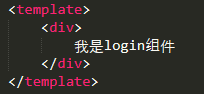 <template>
<div>
我是login组件
</div>
</template>